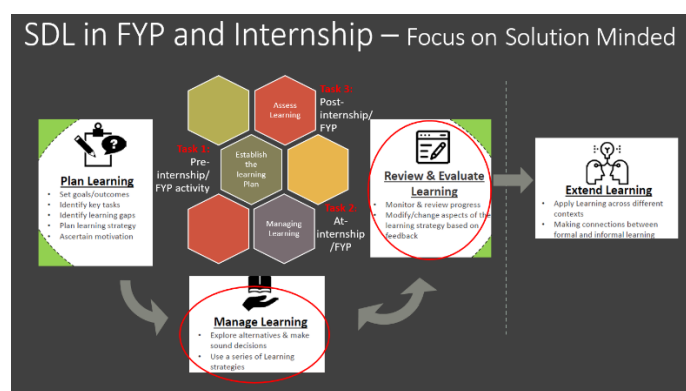 SDL in FYP and Internship – Focus on Solution Minded
Plan Learning
• Set goals/outcomes
• Identify key tasks
• Identify learning gaps
• Plan learning strategy
• Ascertain motivation
Task 1:
Pre-
internship/
FYP activity
Assess
Learning
Establish
the
learning
Plan
Managing
Learning
Task 3:
Post-
internship/
FYP
Task 2:
At-
internship
/FYP
Manage Learning
• Explore alternatives & make
sound decisions
• Use a series of Learning
strategies
Review & Evaluate
Learning
• Monitor & review progress
• Modify/change aspects of the
learning strategy based on
feedback
Extend Learning
• Apply Learning across different
contexts
• Making connections between
formal and informal learning